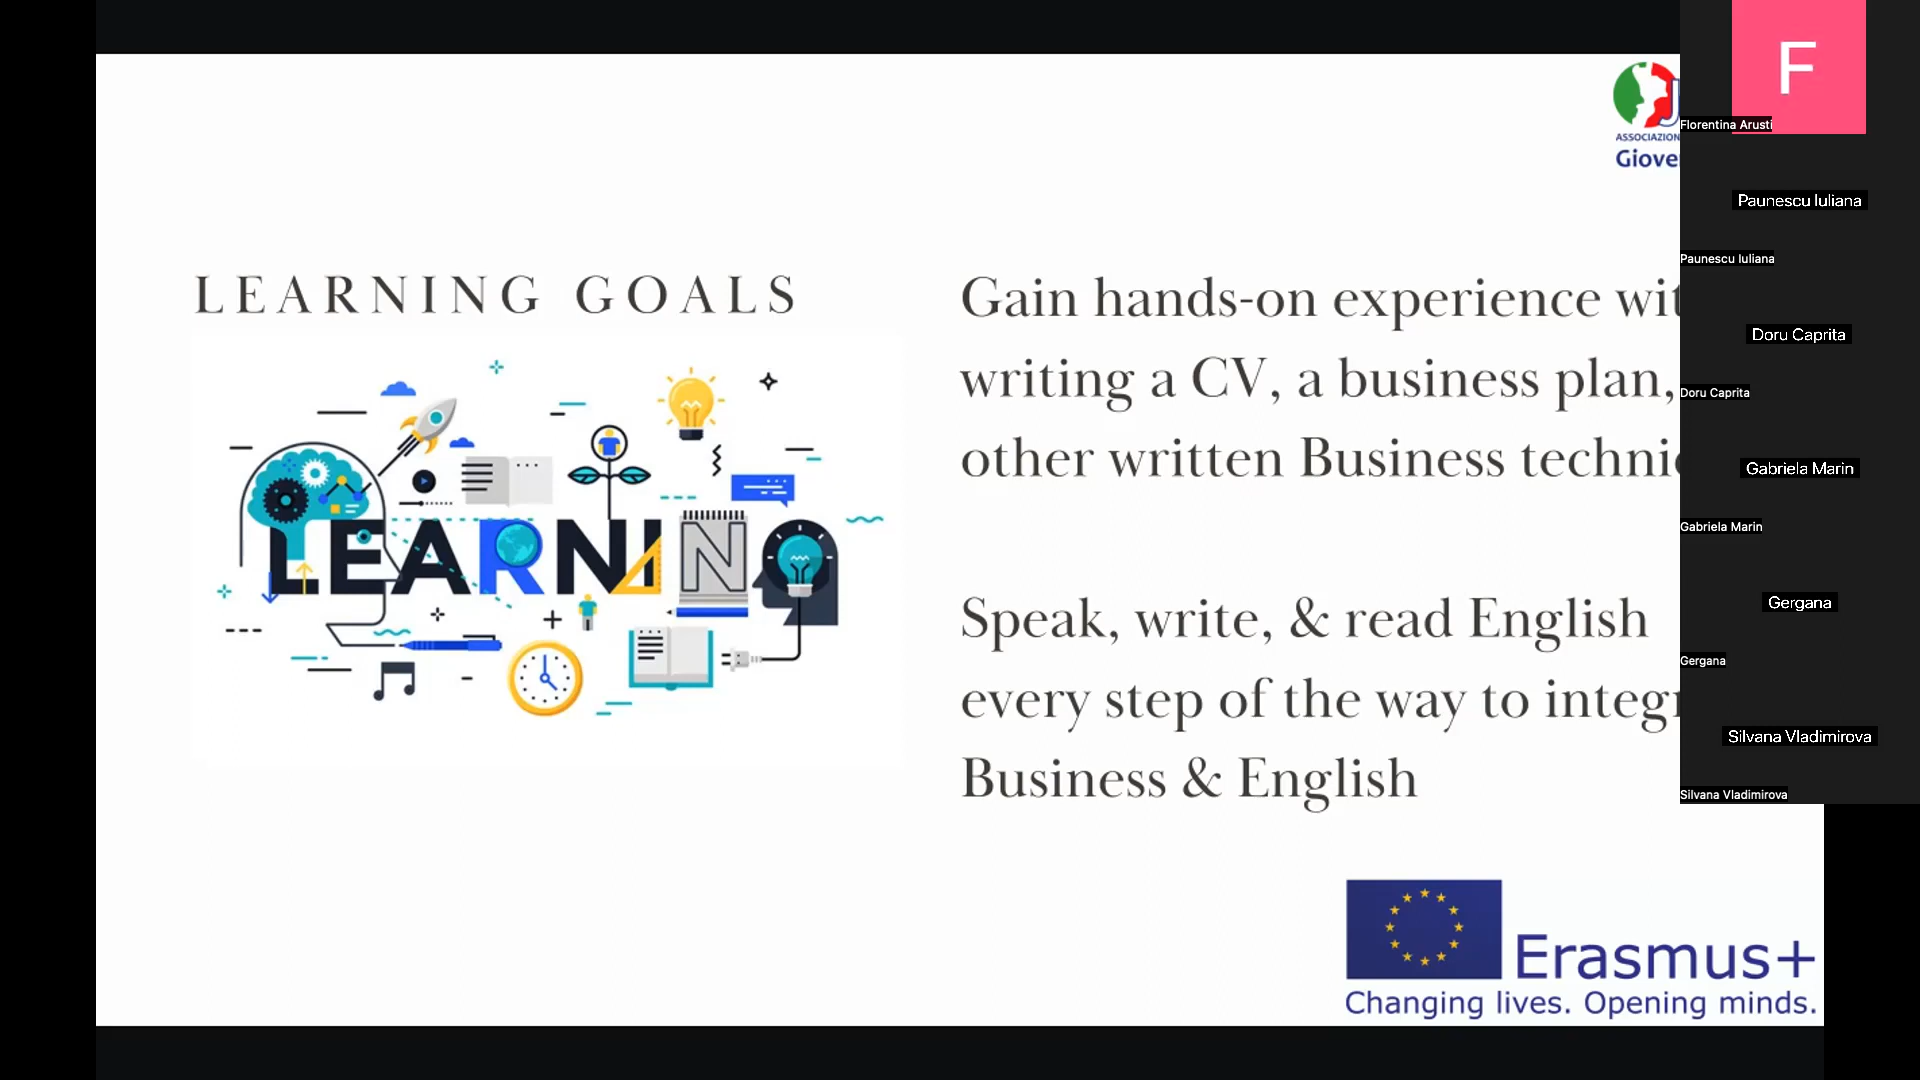 ASSOCIAZION
Giove
LEARNING GOALS
LEARNING
Gain hands-on experience wit
writing a CV, a business plan,
other written Business techni
Speak, write, & read English
every step of the way to integr
Business & English
Erasmus+
Changing lives. Opening minds.
F
Florentina Arusti
Paunescu Iuliana
Paunescu Iuliana
Doru Caprita
Doru Caprita
Gabriela Marin
Gabriela Marin
Gergana
Gergana
Silvana Vladimirova
Silvana Vladimirova